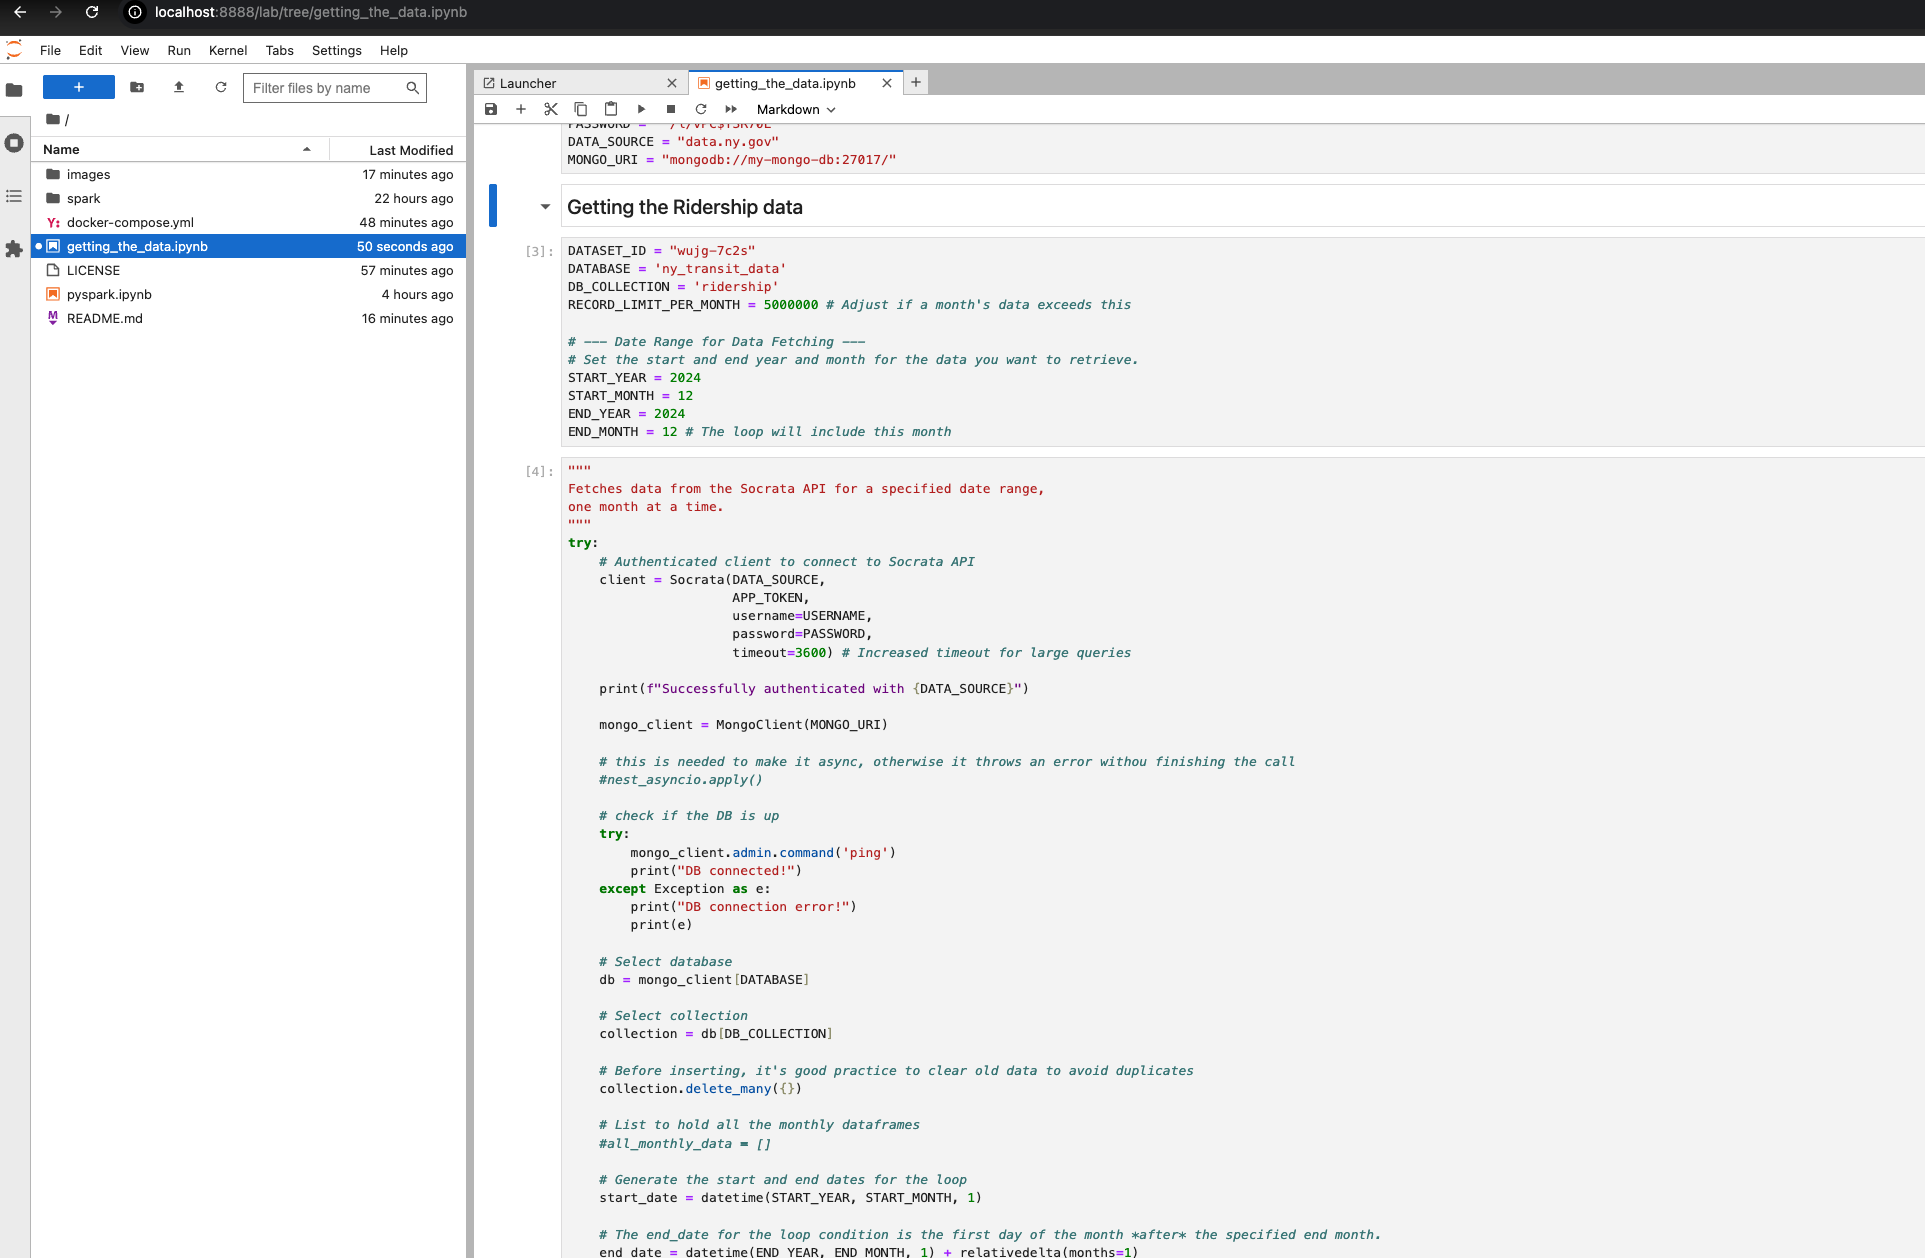 localhost:8888/lab/tree/getting_the_data.ipynb
File Edit View Run Kernel Tabs Settings Help
+
Filter files by name
/
Name Last Modified
images 17 minutes ago
spark 22 hours ago
Y: docker-compose.yml 48 minutes ago
getting_the_data.ipynb 50 seconds ago
LICENSE 57 minutes ago
pyspark.ipynb 4 hours ago
M README.md 16 minutes ago
Launcher
getting_the_data.ipynb
Markdown
PASSWORD =
DATA_SOURCE = "data.ny.gov"
MONGO_URI = "mongodb://my-mongo-db:27017/"
Getting the Ridership data
[3]:
DATASET_ID = "wujg-7c2s"
DATABASE = 'ny_transit_data'
DB_COLLECTION = 'ridership'
RECORD_LIMIT_PER_MONTH = 5000000 # Adjust if a month's data exceeds this
# --- Date Range for Data Fetching ---
# Set the start and end year and month for the data you want to retrieve.
START_YEAR = 2024
START_MONTH = 12
END_YEAR = 2024
END_MONTH = 12 # The loop will include this month
[4]:
"""
Fetches data from the Socrata API for a specified date range,
one month at a time.
"""
try:
# Authenticated client to connect to Socrata API
client = Socrata(DATA_SOURCE,
APP_TOKEN,
username=USERNAME,
password=PASSWORD,
timeout=3600) # Increased timeout for large queries
print(f"Successfully authenticated with {DATA_SOURCE}")
mongo_client = MongoClient(MONGO_URI)
# this is needed to make it async, otherwise it throws an error withou finishing the call
#nest_asyncio.apply()
# check if the DB is up
try:
mongo_client.admin.command('ping')
print("DB connected!")
except Exception as e:
print("DB connection error!")
print(e)
# Select database
db = mongo_client[DATABASE]
# Select collection
collection = db[DB_COLLECTION]
# Before inserting, it's good practice to clear old data to avoid duplicates
collection.delete_many({})
# List to hold all the monthly dataframes
#all_monthly_data = []
# Generate the start and end dates for the loop
start_date = datetime(START_YEAR, START_MONTH, 1)
# The end_date for the loop condition is the first day of the month *after* the specified end month.
end_date = datetime(END_YEAR, END_MONTH, 1) + relativedelta(months=1)